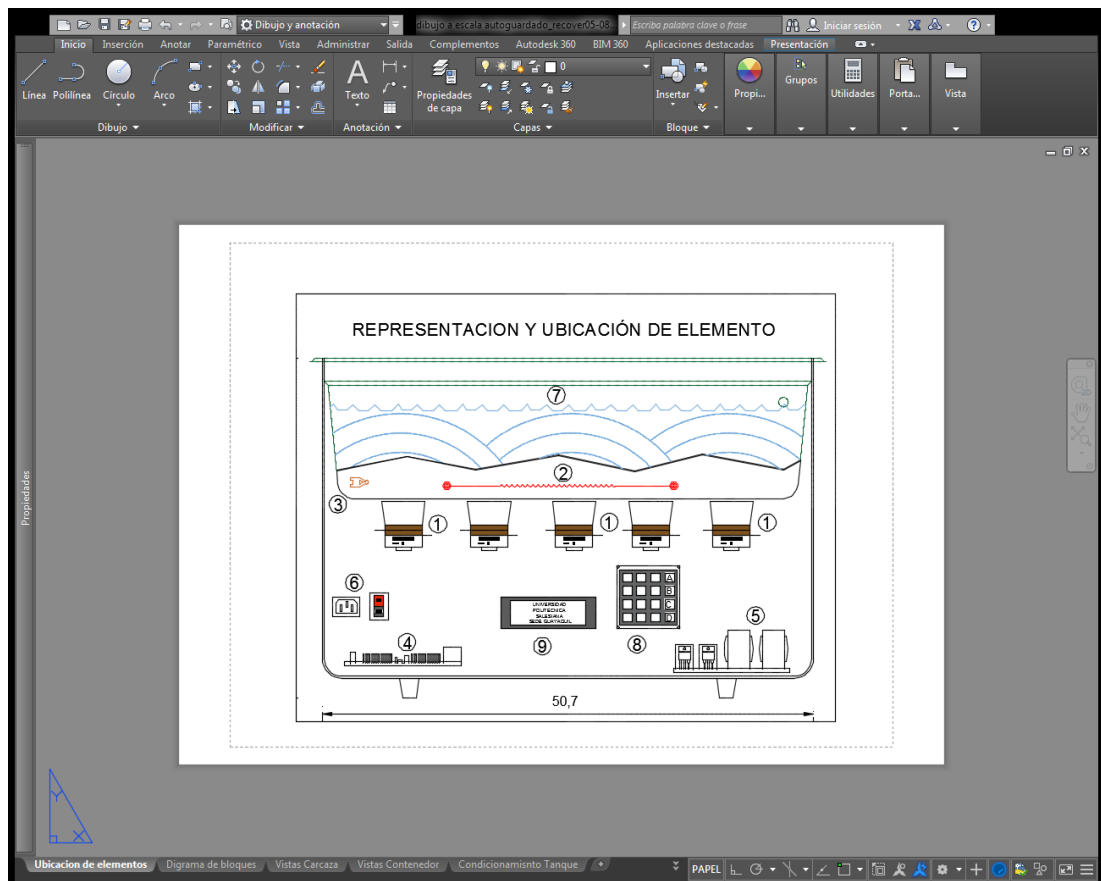 Dibujo y anotación
dibujo a escala autoguardado_recover05-08...
Escriba palabra clave o frase
Iniciar sesión
Inicio Inserción Anotar Paramétrico Vista Administrar Salida Complementos Autodesk 360 BIM 360 Aplicaciones destacadas Presentación
0
Línea Polilínea Círculo Arco
Texto
Propiedades de capa
Insertar
Propi...
Grupos
Utilidades
Porta...
Vista
Dibujo Modificar Anotación Capas Bloque
Propiedades
REPRESENTACION Y UBICACIÓN DE ELEMENTO
7
2
3
1 1 1
6
A
B
C
D
UNIVERSIDAD
POLITECNICA
SALESIANA
SEDE GUAYAQUIL
5
4
9
8
50,7
Y
X
Ubicacion de elementos Digrama de bloques Vistas Carcaza Vistas Contenedor Condicionamisnto Tanque
PAPEL